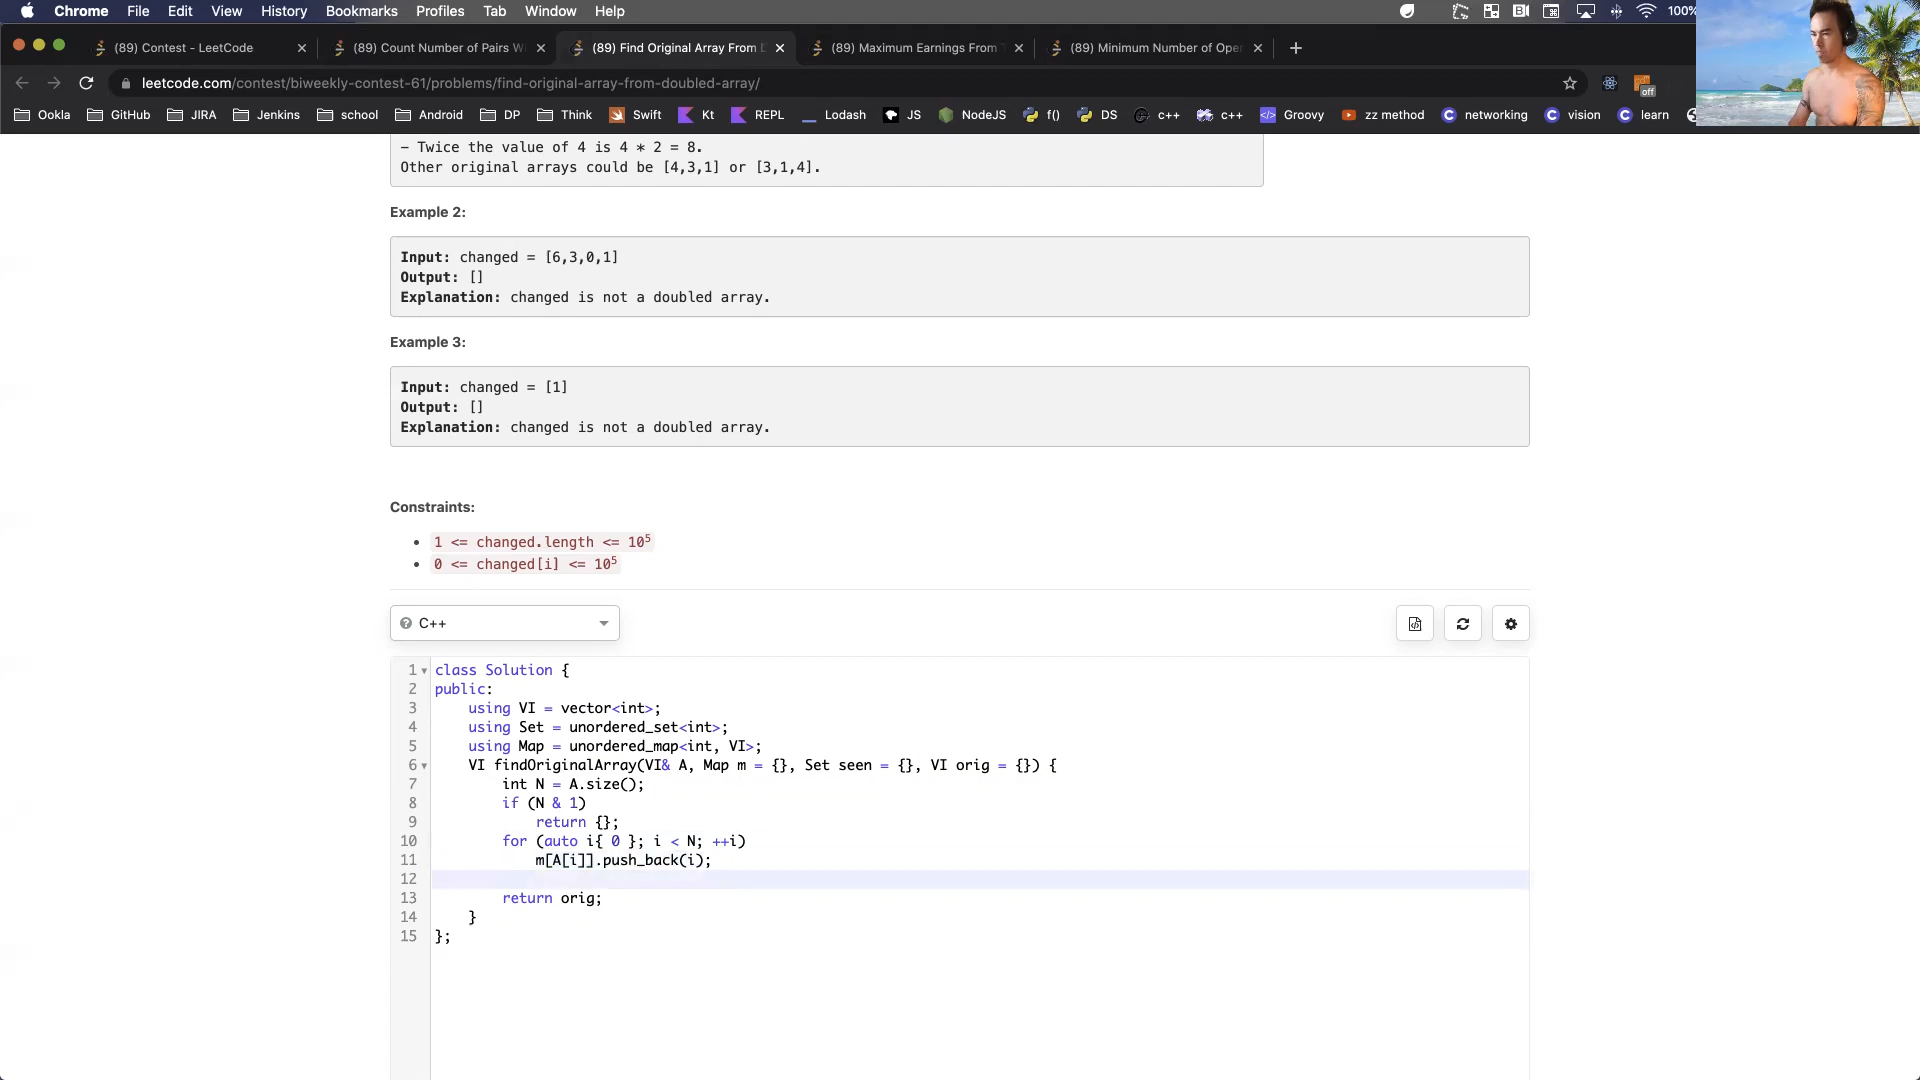 Chrome File Edit View History Bookmarks Profiles Tab Window Help 100%
(89) Contest - LeetCode (89) Count Number of Pairs W (89) Find Original Array From D (89) Maximum Earnings From (89) Minimum Number of Oper
leetcode.com/contest/biweekly-contest-61/problems/find-original-array-from-doubled-array/ off
Ookla GitHub JIRA Jenkins school Android DP Think Swift Kt REPL Lodash JS NodeJS f() DS c++ c++ Groovy zz method networking vision learn
- Twice the value of 4 is 4 * 2 = 8.
Other original arrays could be [4,3,1] or [3,1,4].
Example 2:
Input: changed = [6,3,0,1]
Output: []
Explanation: changed is not a doubled array.
Example 3:
Input: changed = [1]
Output: []
Explanation: changed is not a doubled array.
Constraints:
• 1 <= changed.length <= 10⁵
• 0 <= changed[i] <= 10⁵
C++
1 class Solution {
2 public:
3     using VI = vector<int>;
4     using Set = unordered_set<int>;
5     using Map = unordered_map<int, VI>;
6     VI findOriginalArray(VI& A, Map m = {}, Set seen = {}, VI orig = {}) {
7         int N = A.size();
8         if (N & 1)
9             return {};
10         for (auto i{ 0 }; i < N; ++i)
11             m[A[i]].push_back(i);
12
13         return orig;
14     }
15 };